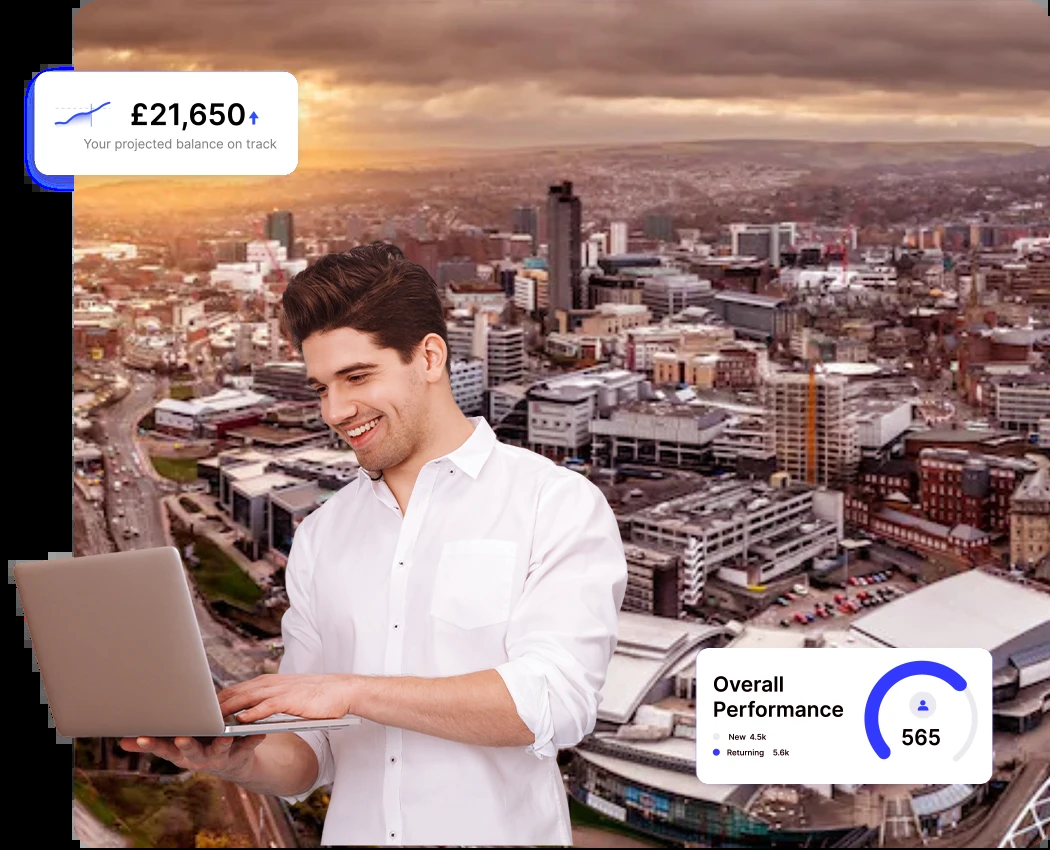 £21,650
Your projected balance on track
Overall
Performance
New 4.5k
Returning 5.6k
565